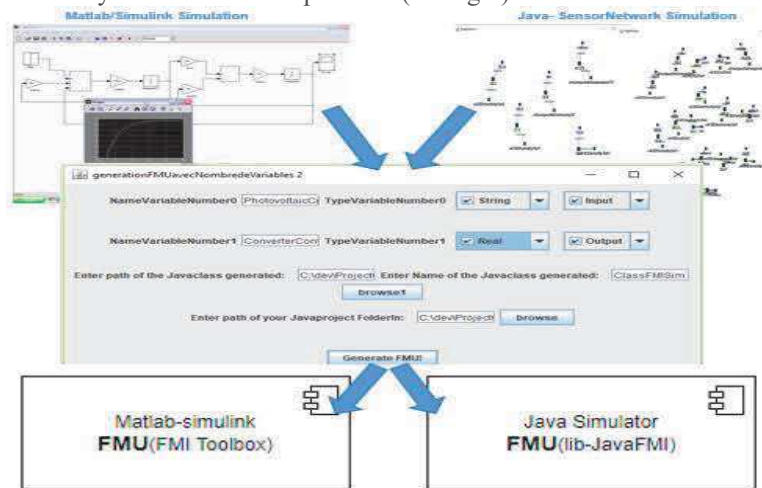 Matlab/Simulink Simulation
Java- SensorNetwork Simulation
generationFMUavecNombredeVariables 2
NameVariableNumber0 PhotovoltaicC TypeVariableNumber0 String Input
NameVariableNumber1 ConverterCon TypeVariableNumber1 Real Output
Enter path of the Javaclass generated: C:\dev\Project Enter Name of the Javaclass generated: ClassFMISim
browse1
Enter path of your Javaproject FolderIn: C:\dev\Project browse
Generate FMU!
Matlab-simulink
FMU(FMI Toolbox)
Java Simulator
FMU(lib-JavaFMI)